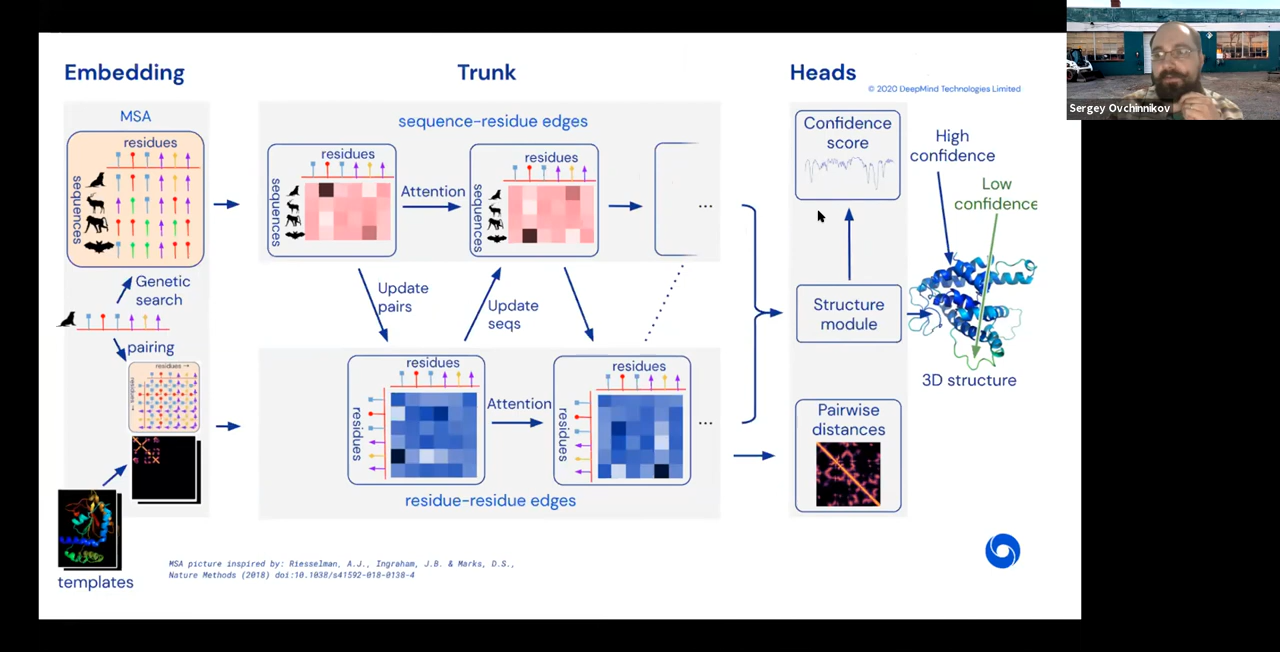 Embedding
Trunk
Heads
© 2020 DeepMind Technologies Limited
Sergey Ovchinnikov
MSA
residues
sequences
Genetic
search
pairing
residues →
residues →
templates
sequence-residue edges
residues
sequences
Attention
residues
sequences
...
Update
pairs
Update
seqs
residues
residues
Attention
residues
residues
...
residue-residue edges
Confidence
score
Structure
module
Pairwise
distances
High
confidence
Low
confidence
3D structure
MSA picture inspired by: Riesselman, A.J., Ingraham, J.B. & Marks, D.S.,
Nature Methods (2018) doi:10.1038/s41592-018-0138-4